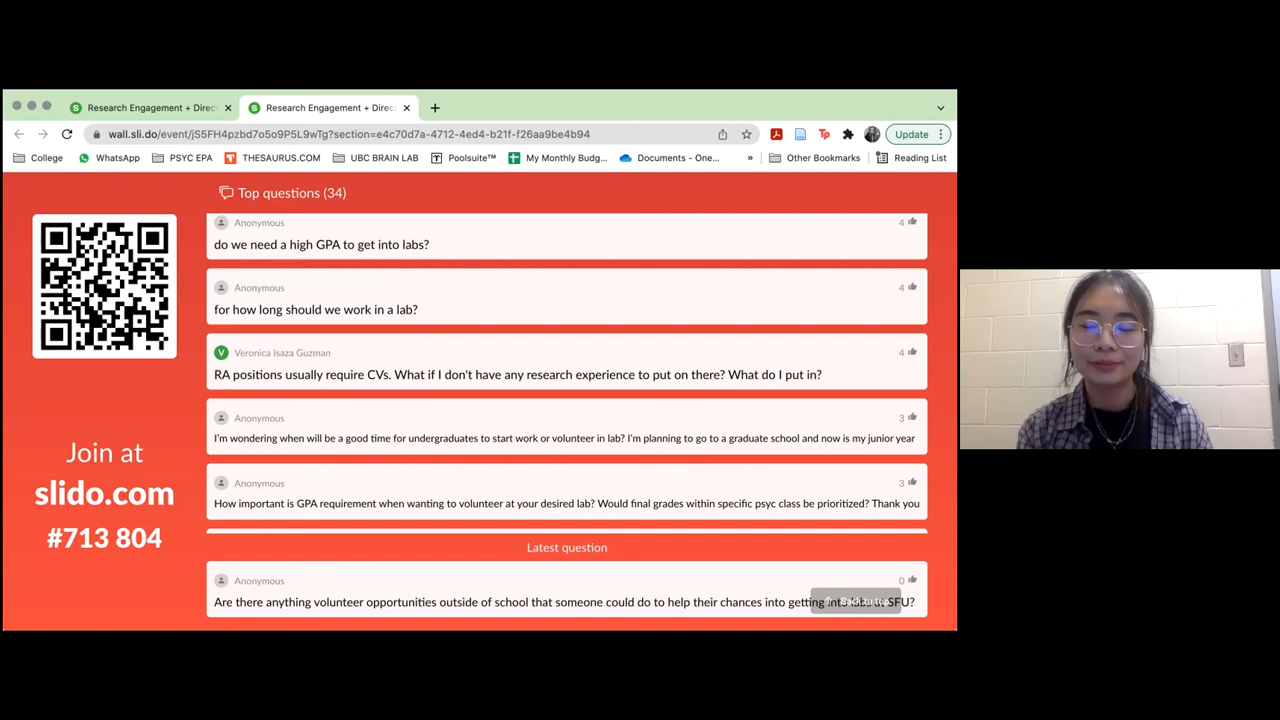 Research Engagement + Direc
Research Engagement + Direc
wall.sli.do/event/jS5FH4pzbd7o5o9P5L9wTg?section=e4c70d7a-4712-4ed4-b21f-f26aa9be4b94
Update
College
WhatsApp
PSYC EPA
THESAURUS.COM
UBC BRAIN LAB
Poolsuite™
My Monthly Budg...
Documents - One...
»
Other Bookmarks
Reading List
Top questions (34)
Anonymous 4
do we need a high GPA to get into labs?
Anonymous 4
for how long should we work in a lab?
V Veronica Isaza Guzman 4
RA positions usually require CVs. What if I don't have any research experience to put on there? What do I put in?
Anonymous 3
I'm wondering when will be a good time for undergraduates to start work or volunteer in lab? I'm planning to go to a graduate school and now is my junior year
Anonymous 3
How important is GPA requirement when wanting to volunteer at your desired lab? Would final grades within specific psyc class be prioritized? Thank you
Latest question
Anonymous 0
Are there anything volunteer opportunities outside of school that someone could do to help their chances into getting SFU?
Back to top
Join at
slido.com
#713 804